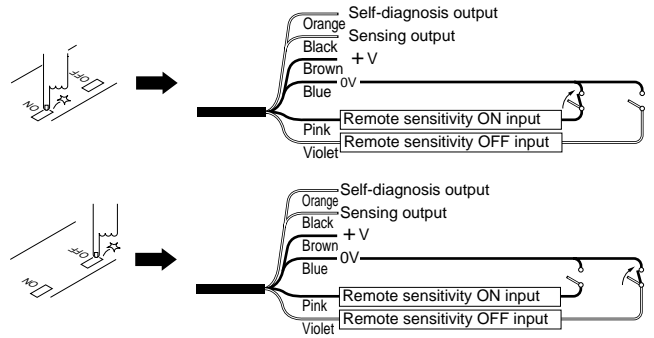 Self-diagnosis output
Orange
Sensing output
Black
+V
Brown
0V
Blue
OFF
ON
Remote sensitivity ON input
Pink
Remote sensitivity OFF input
Violet
Self-diagnosis output
Orange
Sensing output
Black
+V
Brown
0V
Blue
OFF
ON
Remote sensitivity ON input
Pink
Remote sensitivity OFF input
Violet